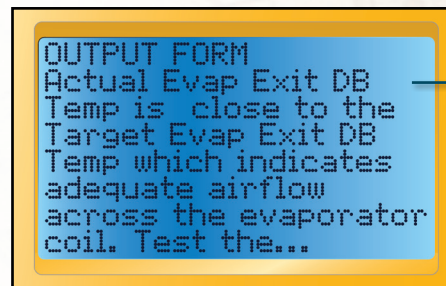 OUTPUT FORM
Actual Evap Exit DB
Temp is  close to the
Target Evap Exit DB
Temp which indicates
adequate airflow
across the evaporator
coil. Test the...